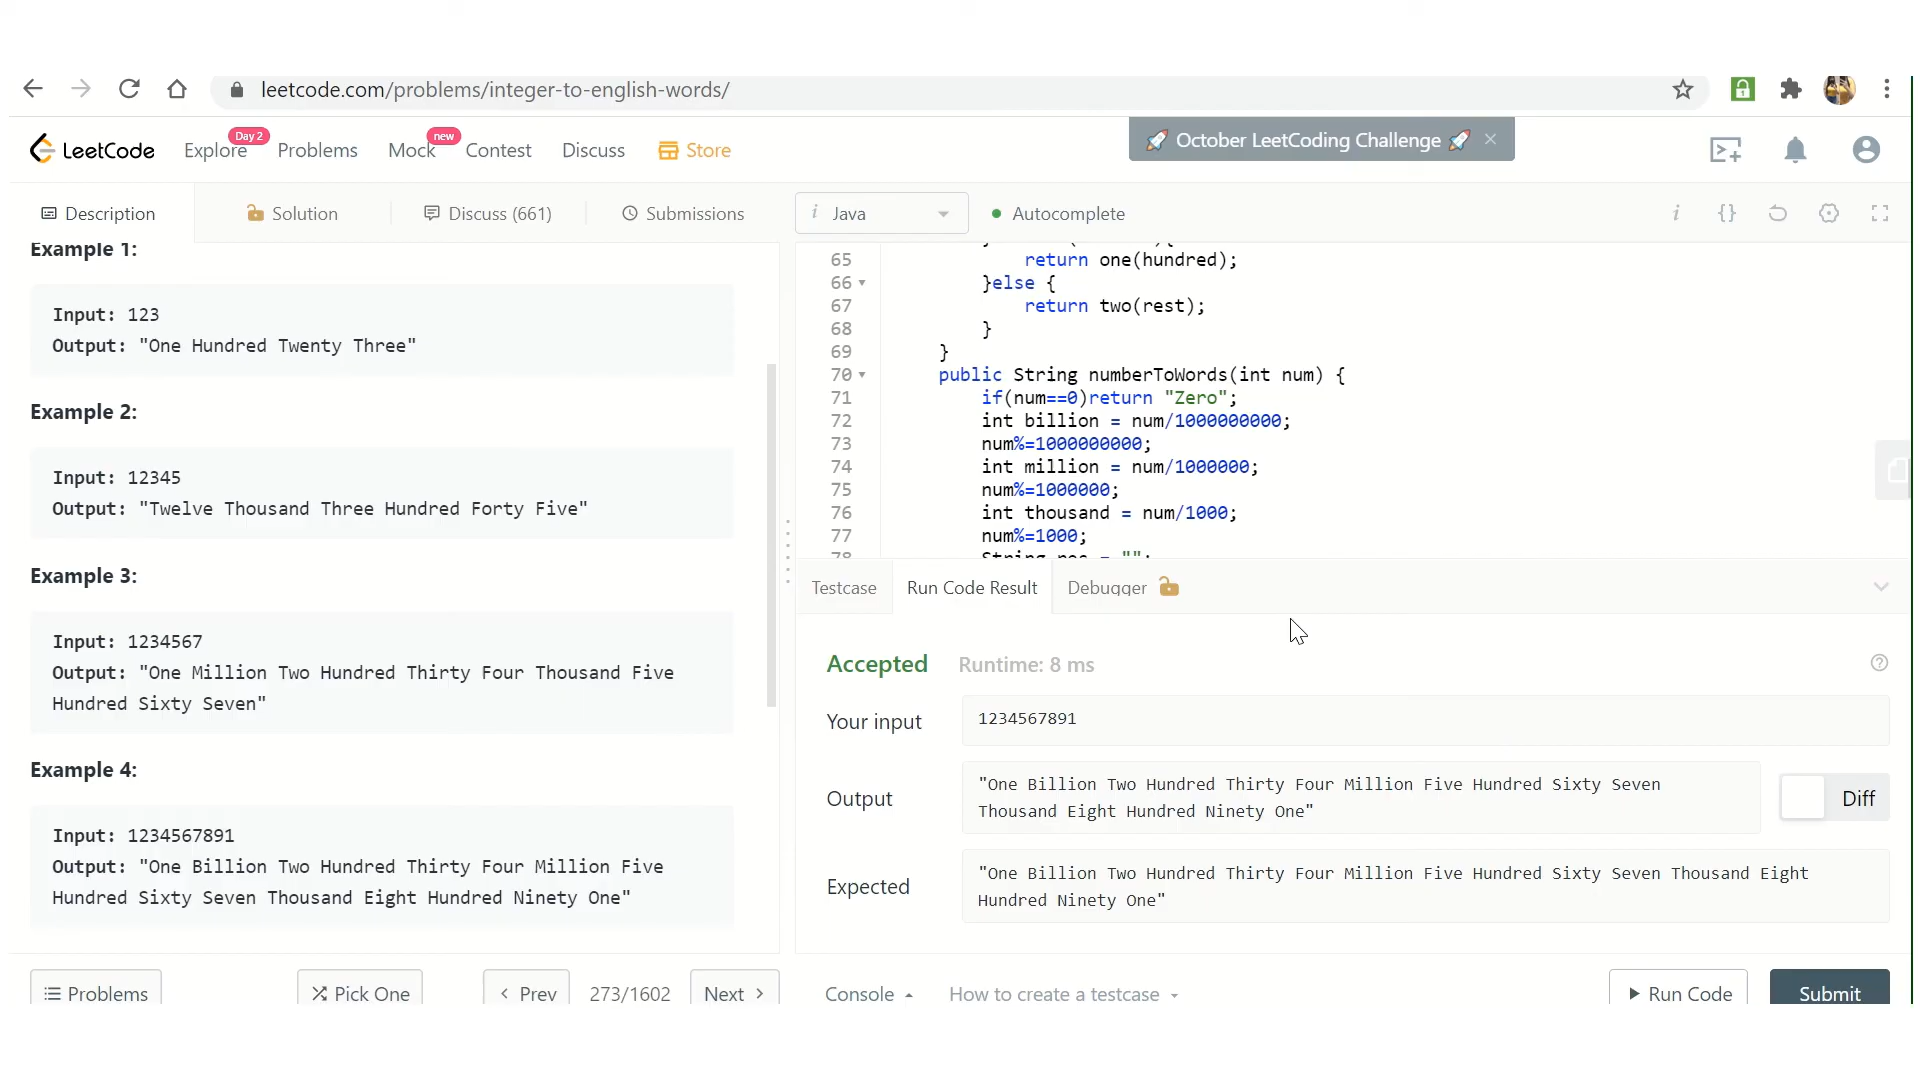 leetcode.com/problems/integer-to-english-words/
LeetCode
Explore
Day 2
Problems
Mock
new
Contest
Discuss
Store
🚀 October LeetCoding Challenge 🚀 ×
Description
Solution
Discuss (661)
Submissions
i Java
Autocomplete
i {}
Example 1:
Input: 123
Output: "One Hundred Twenty Three"
Example 2:
Input: 12345
Output: "Twelve Thousand Three Hundred Forty Five"
Example 3:
Input: 1234567
Output: "One Million Two Hundred Thirty Four Thousand Five
Hundred Sixty Seven"
Example 4:
Input: 1234567891
Output: "One Billion Two Hundred Thirty Four Million Five
Hundred Sixty Seven Thousand Eight Hundred Ninety One"
65 return one(hundred);
66 }else {
67 return two(rest);
68 }
69 }
70 public String numberToWords(int num) {
71 if(num==0)return "Zero";
72 int billion = num/1000000000;
73 num%=1000000000;
74 int million = num/1000000;
75 num%=1000000;
76 int thousand = num/1000;
77 num%=1000;
78 String res = "";
Testcase
Run Code Result
Debugger
Accepted Runtime: 8 ms
Your input
1234567891
Output
"One Billion Two Hundred Thirty Four Million Five Hundred Sixty Seven
Thousand Eight Hundred Ninety One"
Diff
Expected
"One Billion Two Hundred Thirty Four Million Five Hundred Sixty Seven Thousand Eight
Hundred Ninety One"
Problems
Pick One
< Prev
273/1602
Next >
Console
How to create a testcase
Run Code
Submit